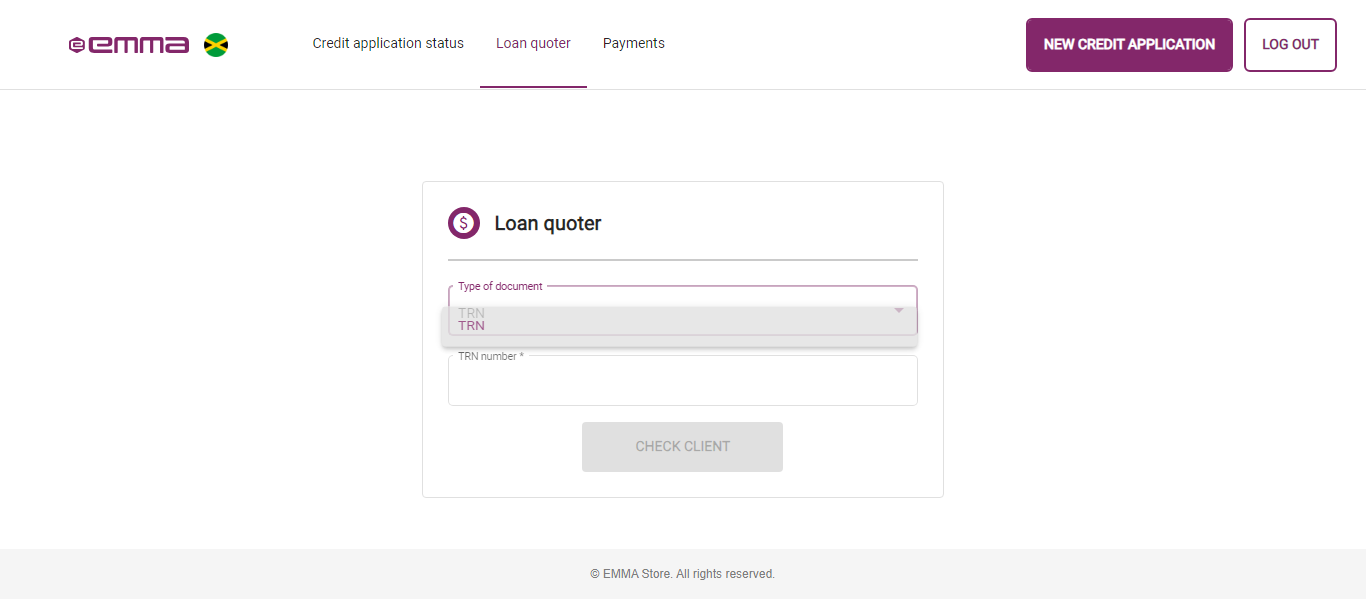 emma
Credit application status
Loan quoter
Payments
NEW CREDIT APPLICATION
LOG OUT
$ Loan quoter
Type of document
TRN
TRN
TRN number *
CHECK CLIENT
© EMMA Store. All rights reserved.